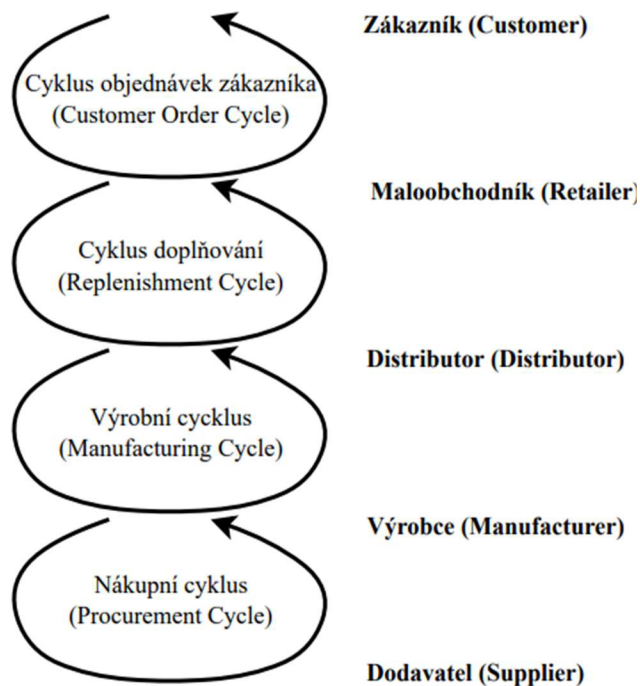 Zákazník (Customer)
Cyklus objednávek zákazníka
(Customer Order Cycle)
Maloobchodník (Retailer)
Cyklus doplňování
(Replenishment Cycle)
Distributor (Distributor)
Výrobní cycklus
(Manufacturing Cycle)
Výrobce (Manufacturer)
Nákupní cyklus
(Procurement Cycle)
Dodavatel (Supplier)